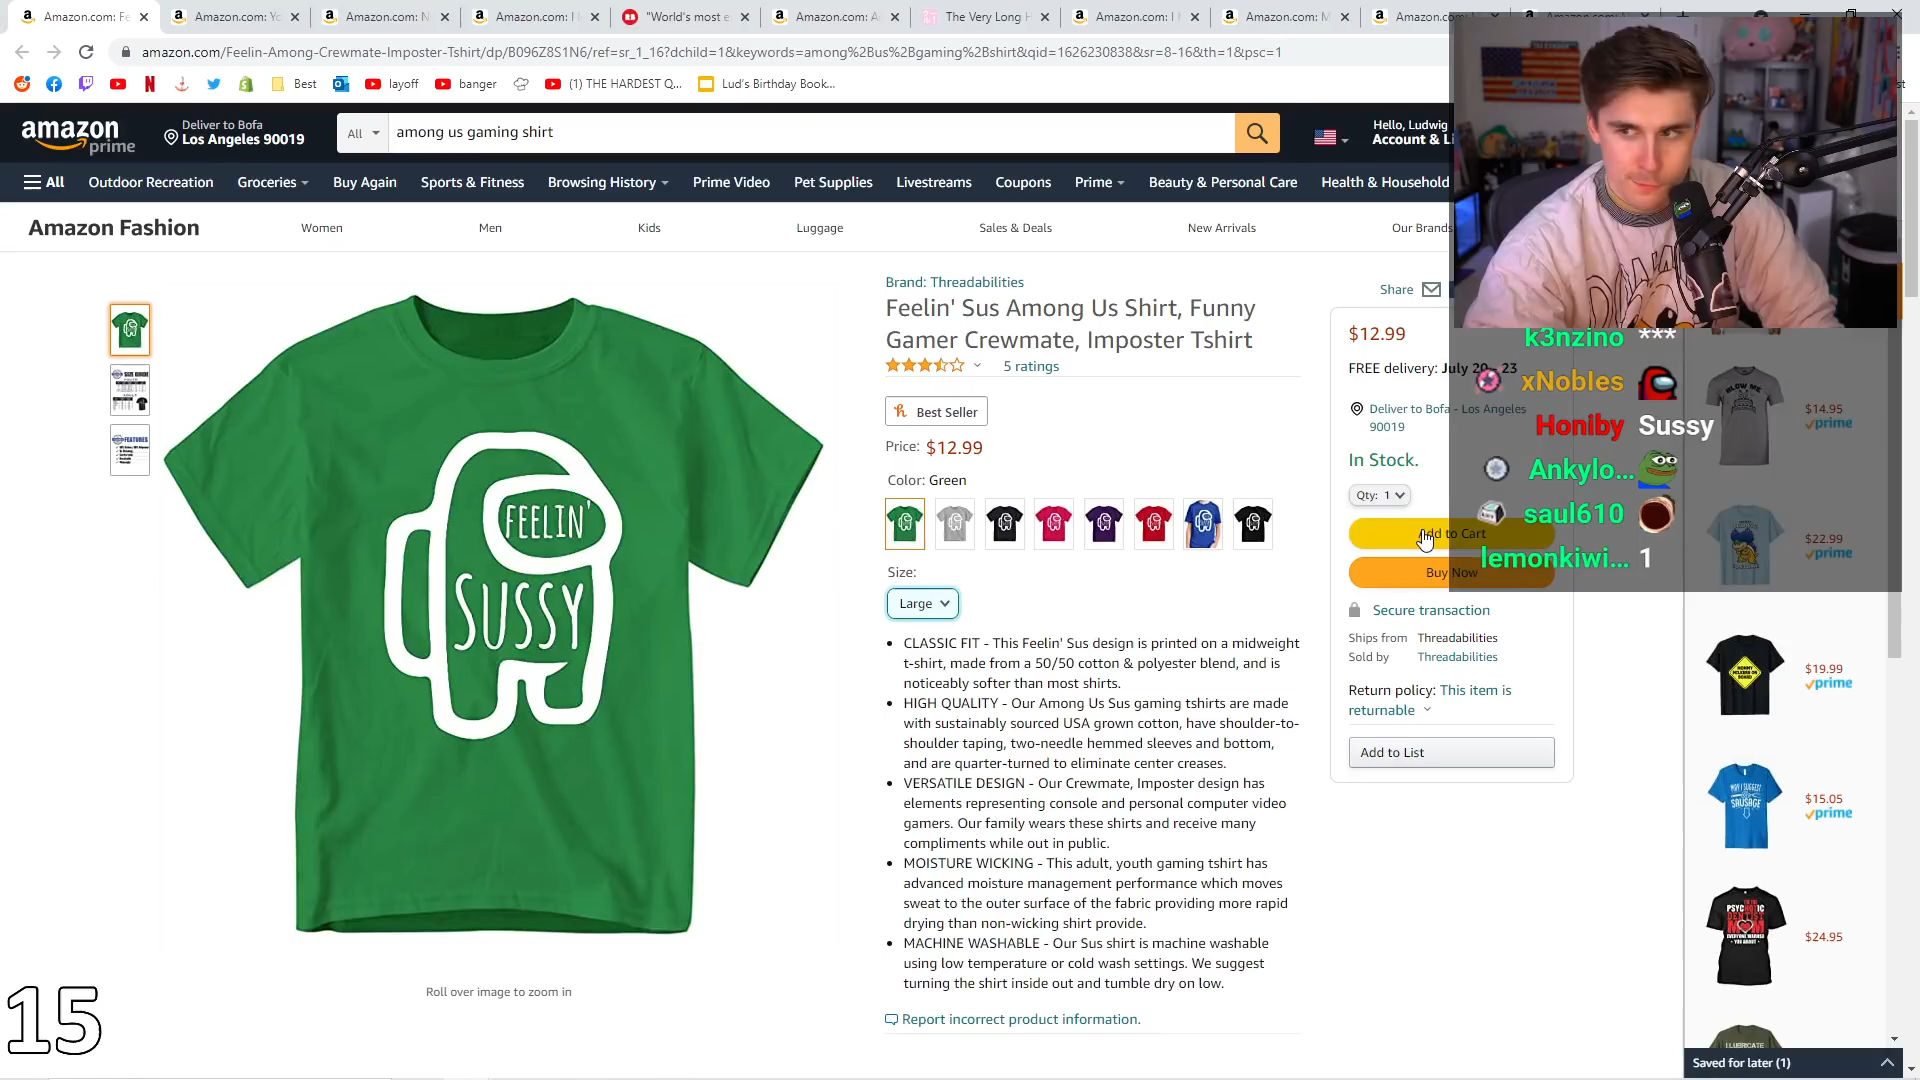 Amazon.com: Fe
Amazon.com: Yo
Amazon.com: N
Amazon.com: I
"World's most e
Amazon.com: A
The Very Long H
Amazon.com: I
Amazon.com: M
Amazon.co
amazon.com/Feelin-Among-Crewmate-Imposter-Tshirt/dp/B096Z8S1N6/ref=sr_1_16?dchild=1&keywords=among%2Bus%2Bgaming%2Bshirt&qid=1626230838&sr=8-16&th=1&psc=1
Best
layoff
banger
(1) THE HARDEST Q...
Lud's Birthday Book...
amazon prime
Deliver to Bofa
Los Angeles 90019
All
among us gaming shirt
Hello, Ludwig
Account & Li
All
Outdoor Recreation
Groceries
Buy Again
Sports & Fitness
Browsing History
Prime Video
Pet Supplies
Livestreams
Coupons
Prime
Beauty & Personal Care
Health & Household
Amazon Fashion
Women
Men
Kids
Luggage
Sales & Deals
New Arrivals
Our Brands
SIZE GUIDE
FEATURES
FEELIN'
SUSSY
Roll over image to zoom in
15
Brand: Threadabilities
Feelin' Sus Among Us Shirt, Funny
Gamer Crewmate, Imposter Tshirt
5 ratings
Best Seller
Price: $12.99
Color: Green
Size:
Large
CLASSIC FIT - This Feelin' Sus design is printed on a midweight
t-shirt, made from a 50/50 cotton & polyester blend, and is
noticeably softer than most shirts.
HIGH QUALITY - Our Among Us Sus gaming tshirts are made
with sustainably sourced USA grown cotton, have shoulder-to-
shoulder taping, two-needle hemmed sleeves and bottom,
and are quarter-turned to eliminate center creases.
VERSATILE DESIGN - Our Crewmate, Imposter design has
elements representing console and personal computer video
gamers. Our family wears these shirts and receive many
compliments while out in public.
MOISTURE WICKING - This adult, youth gaming tshirt has
advanced moisture management performance which moves
sweat to the outer surface of the fabric providing more rapid
drying than non-wicking shirt provide.
MACHINE WASHABLE - Our Sus shirt is machine washable
using low temperature or cold wash settings. We suggest
turning the shirt inside out and tumble dry on low.
Report incorrect product information.
Share
$12.99
FREE delivery: July 20 - 23
Deliver to Bofa - Los Angeles
90019
In Stock.
Qty: 1
Add to Cart
Buy Now
Secure transaction
Ships from Threadabilities
Sold by Threadabilities
Return policy: This item is
returnable
Add to List
k3nzino ***
xNobles
Honiby Sussy
Ankylo...
saul610
lemonkiwi... 1
BLOW ME
$14.95
prime
$22.99
prime
$19.99
prime
MAY I SUGGEST
SAUSAGE
$15.05
prime
PSYCHOTIC
DENTIST
MOM
EVERYONE WARNED
YOU ABOUT
$24.95
I LUBRICATE
Saved for later (1)